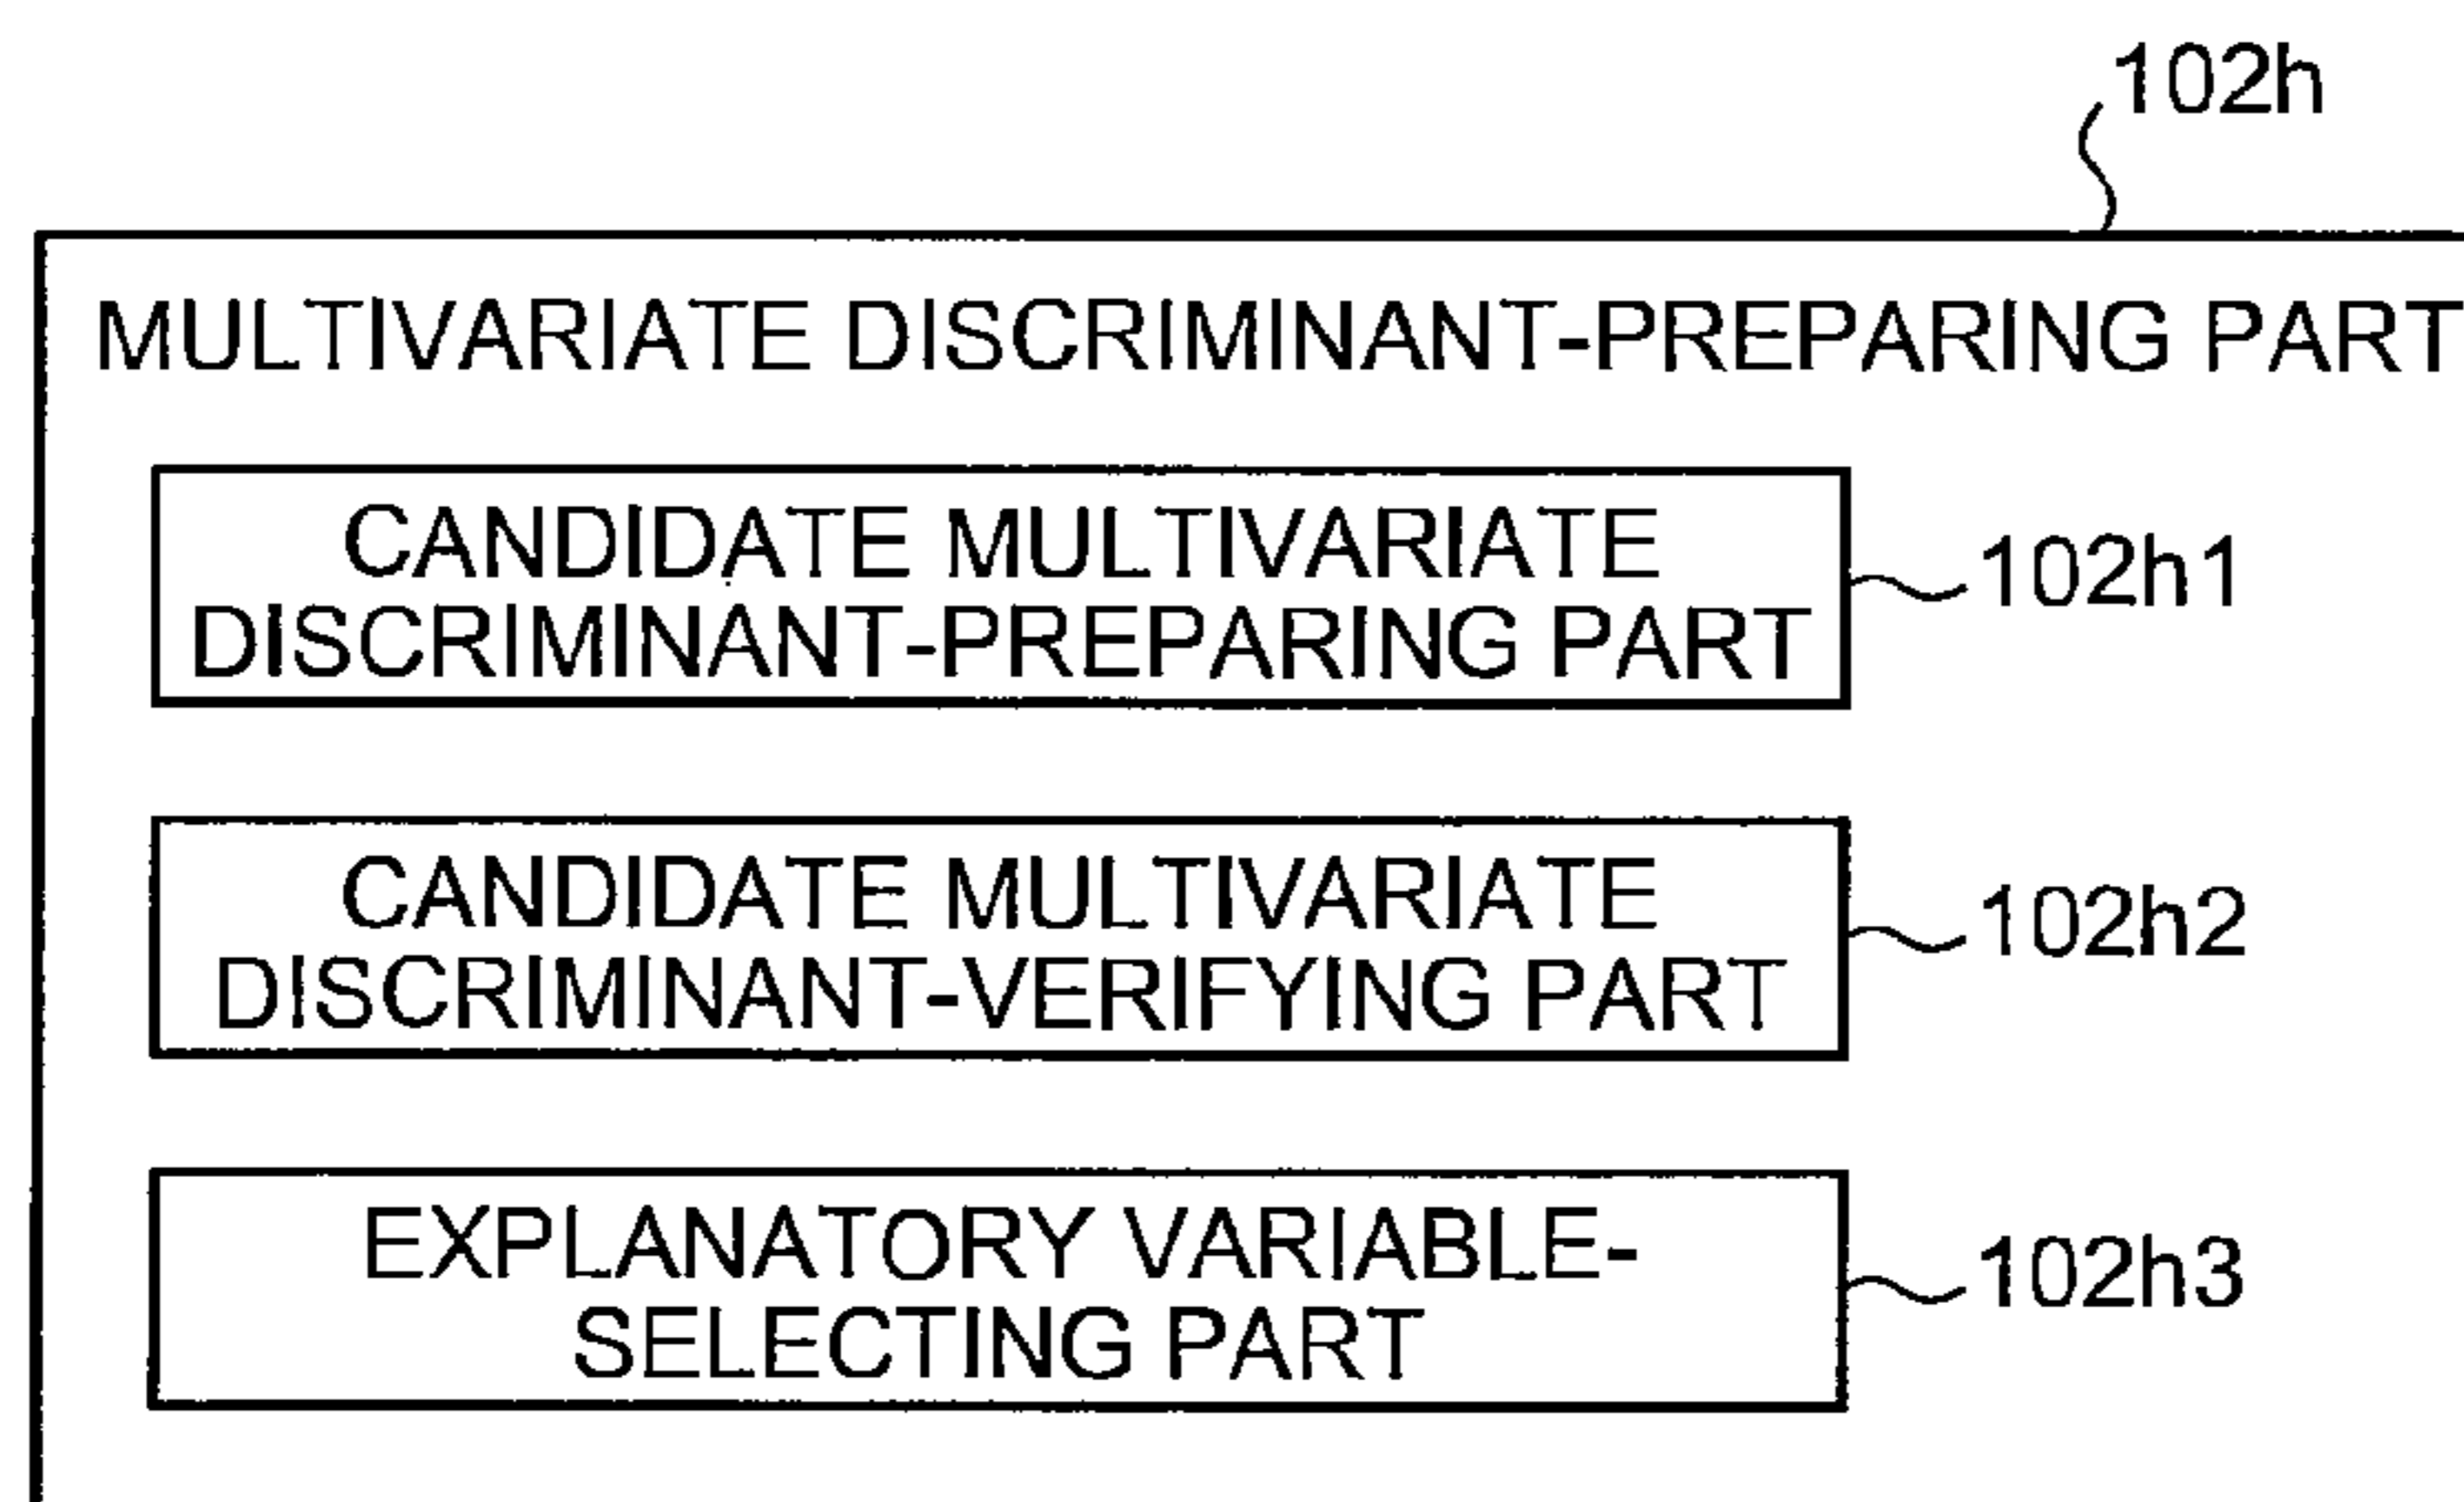 102h
MULTIVARIATE DISCRIMINANT-PREPARING PART
CANDIDATE MULTIVARIATE
DISCRIMINANT-PREPARING PART
102h1
CANDIDATE MULTIVARIATE
DISCRIMINANT-VERIFYING PART
102h2
EXPLANATORY VARIABLE-
SELECTING PART
102h3